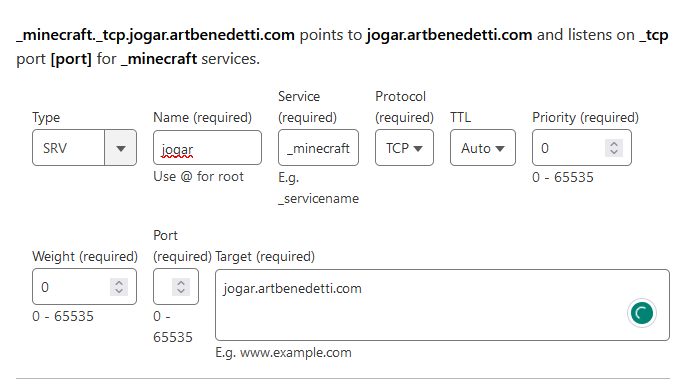 _minecraft._tcp.jogar.artbenedetti.com points to jogar.artbenedetti.com and listens on _tcp
port [port] for _minecraft services.
Type
Name (required)
Service
(required)
Protocol
(required)
TTL
Priority (required)
SRV
jogar
_minecraft
TCP
Auto
0
Use @ for root
E.g.
_servicename
0 - 65535
Weight (required)
Port
(required)
Target (required)
0
jogar.artbenedetti.com
0 - 65535
0 -
65535
E.g. www.example.com